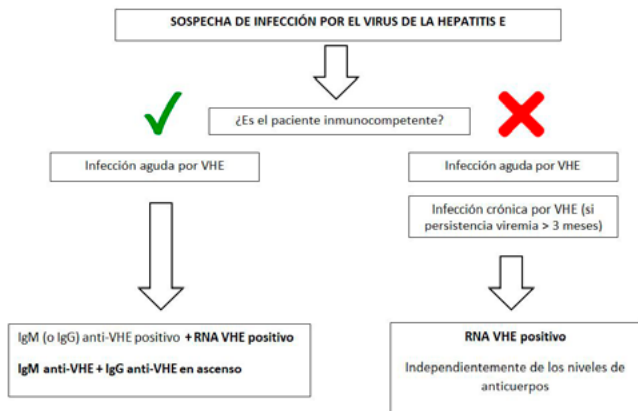 SOSPECHA DE INFECCIÓN POR EL VIRUS DE LA HEPATITIS E
¿Es el paciente inmunocompetente?
Infección aguda por VHE
Infección aguda por VHE
Infección crónica por VHE (si
persistencia viremia > 3 meses)
IgM (o IgG) anti-VHE positivo + RNA VHE positivo
IgM anti-VHE + IgG anti-VHE en ascenso
RNA VHE positivo
Independientemente de los niveles de
anticuerpos